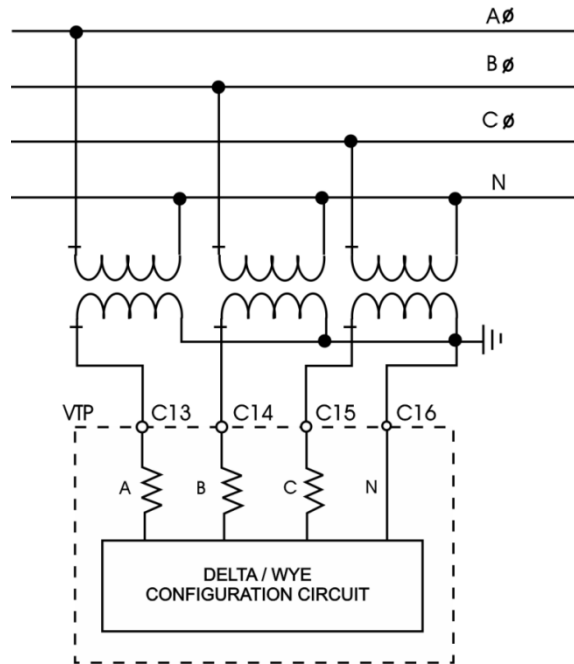 Aø
Bø
Cø
N
VTP C13 C14 C15 C16
A B C N
DELTA / WYE
CONFIGURATION CIRCUIT